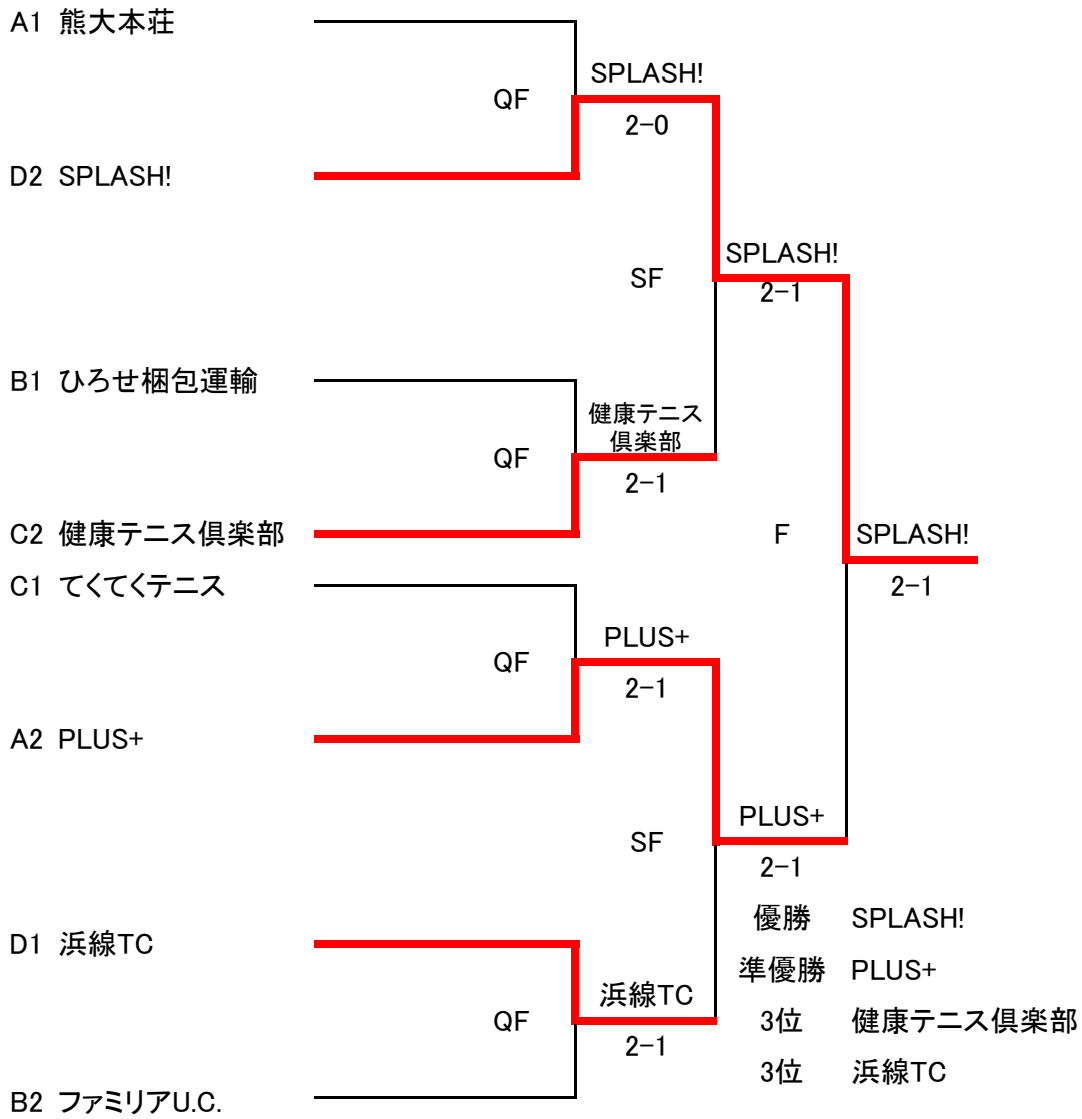 A1 熊大本荘
SPLASH!
QF
2-0
D2 SPLASH!
SPLASH!
SF
2-1
B1 ひろせ梱包運輸
健康テニス
倶楽部
QF
2-1
C2 健康テニス倶楽部
F
SPLASH!
2-1
C1 てくてくテニス
PLUS+
QF
2-1
A2 PLUS+
PLUS+
SF
2-1
優勝 SPLASH!
D1 浜線TC
準優勝 PLUS+
浜線TC
QF
2-1
3位 健康テニス倶楽部
3位 浜線TC
B2 ファミリアU.C.